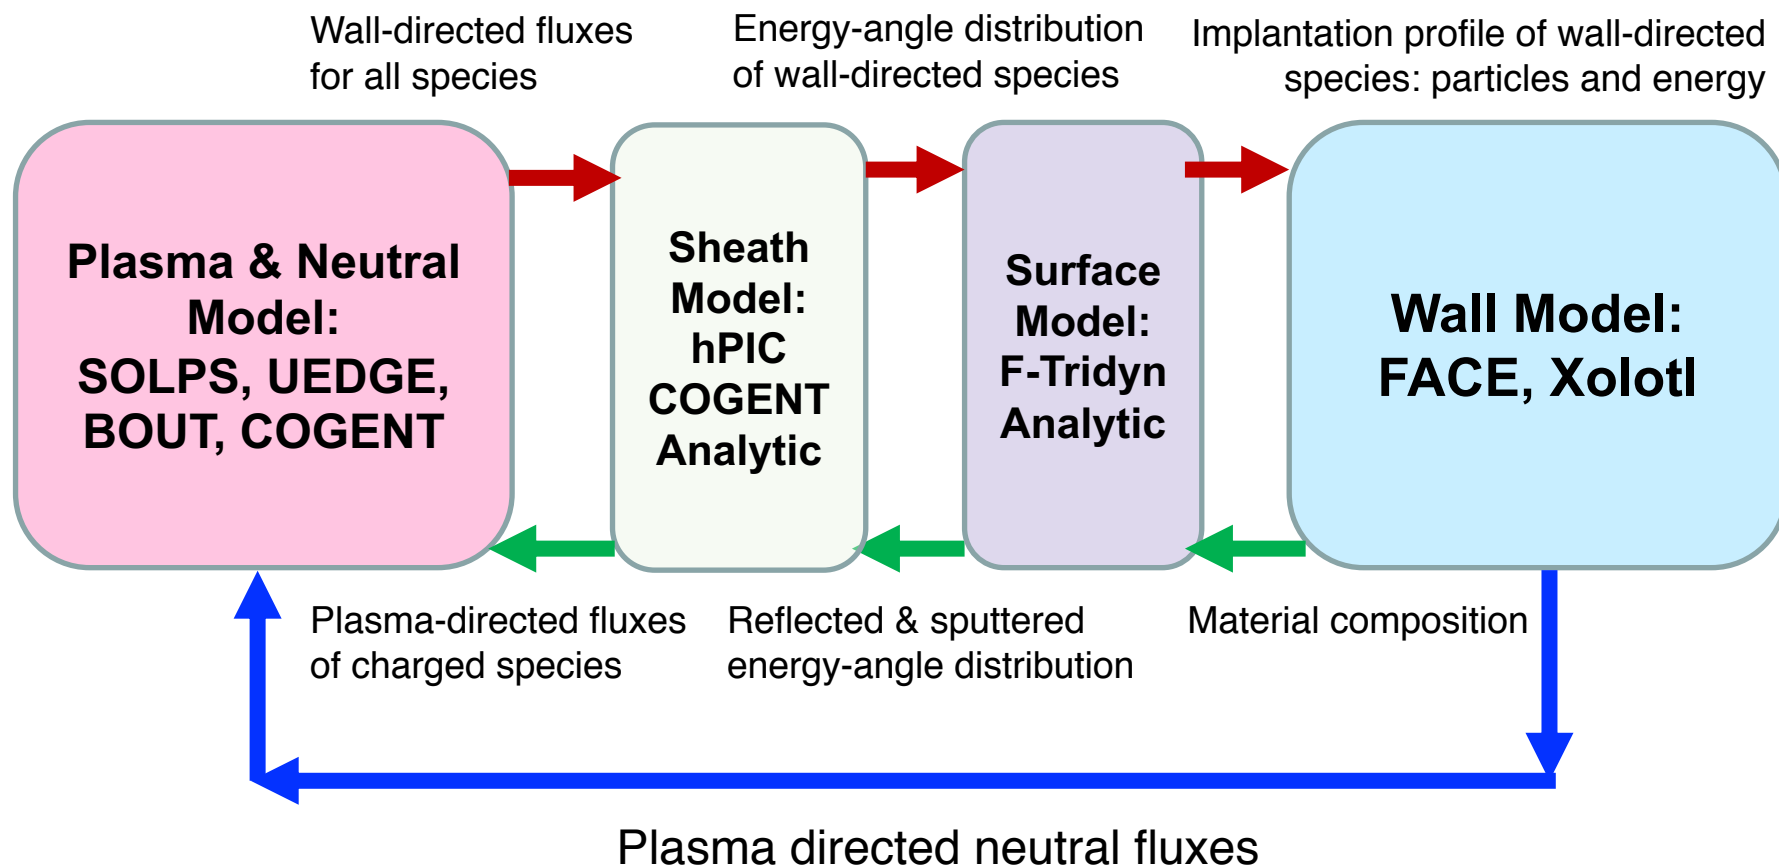 Wall-directed fluxes
for all species
Energy-angle distribution
of wall-directed species
Implantation profile of wall-directed
species: particles and energy
Plasma & Neutral
Model:
SOLPS, UEDGE,
BOUT, COGENT
Sheath
Model:
hPIC
COGENT
Analytic
Surface
Model:
F-Tridyn
Analytic
Wall Model:
FACE, Xolotl
Plasma-directed fluxes
of charged species
Reflected & sputtered
energy-angle distribution
Material composition
Plasma directed neutral fluxes